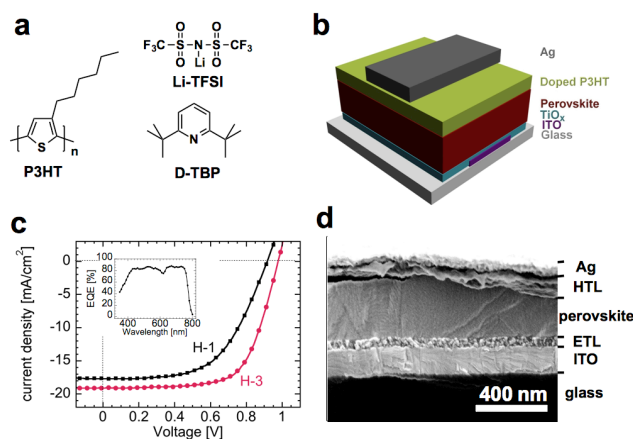 a
F₃C-S-N-S-CF₃
O O
O Li O
Li-TFSI
S
n
P3HT
N
D-TBP
b
Ag
Doped P3HT
Perovskite
TiOₓ
ITO
Glass
c
current density [mA/cm²]
0
-5
-10
-15
-20
0 0.2 0.4 0.6 0.8 1
Voltage [V]
H-1
H-3
EQE [%]
100
80
60
40
20
0
400 600 800
Wavelength [nm]
d
Ag
HTL
perovskite
ETL
ITO
glass
400 nm